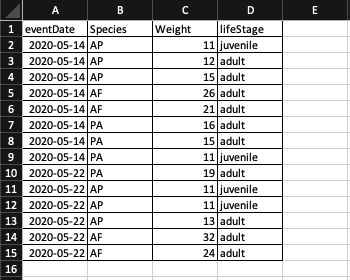 A B C D E
1 eventDate Species Weight lifeStage
2 2020-05-14 AP 11 juvenile
3 2020-05-14 AP 12 adult
4 2020-05-14 AP 15 adult
5 2020-05-14 AF 26 adult
6 2020-05-14 AF 21 adult
7 2020-05-14 PA 16 adult
8 2020-05-14 PA 15 adult
9 2020-05-14 PA 11 juvenile
10 2020-05-22 PA 19 adult
11 2020-05-22 AP 11 juvenile
12 2020-05-22 AP 11 juvenile
13 2020-05-22 AP 13 adult
14 2020-05-22 AF 32 adult
15 2020-05-22 AF 24 adult
16